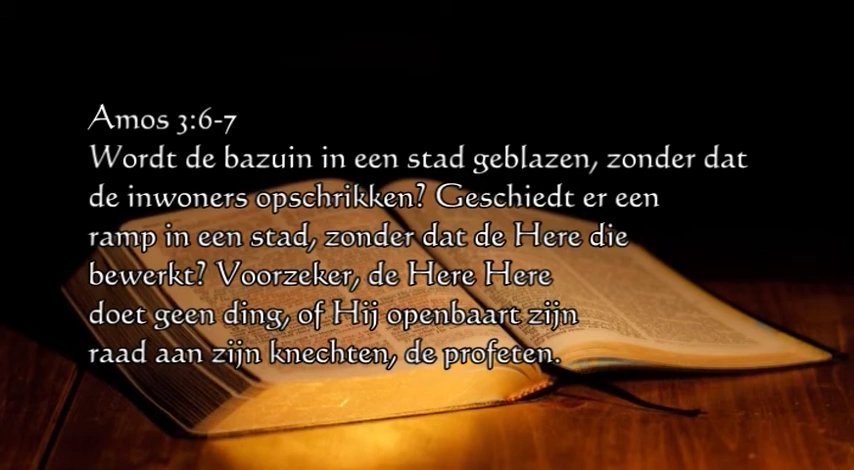 Amos 3:6-7
Wordt de bazuin in een stad geblazen, zonder dat
de inwoners opschrikken? Geschiedt er een
ramp in een stad, zonder dat de Here die
bewerkt? Voorzeker, de Here Here
doet geen ding, of Hij openbaart zijn
raad aan zijn knechten, de profeten.